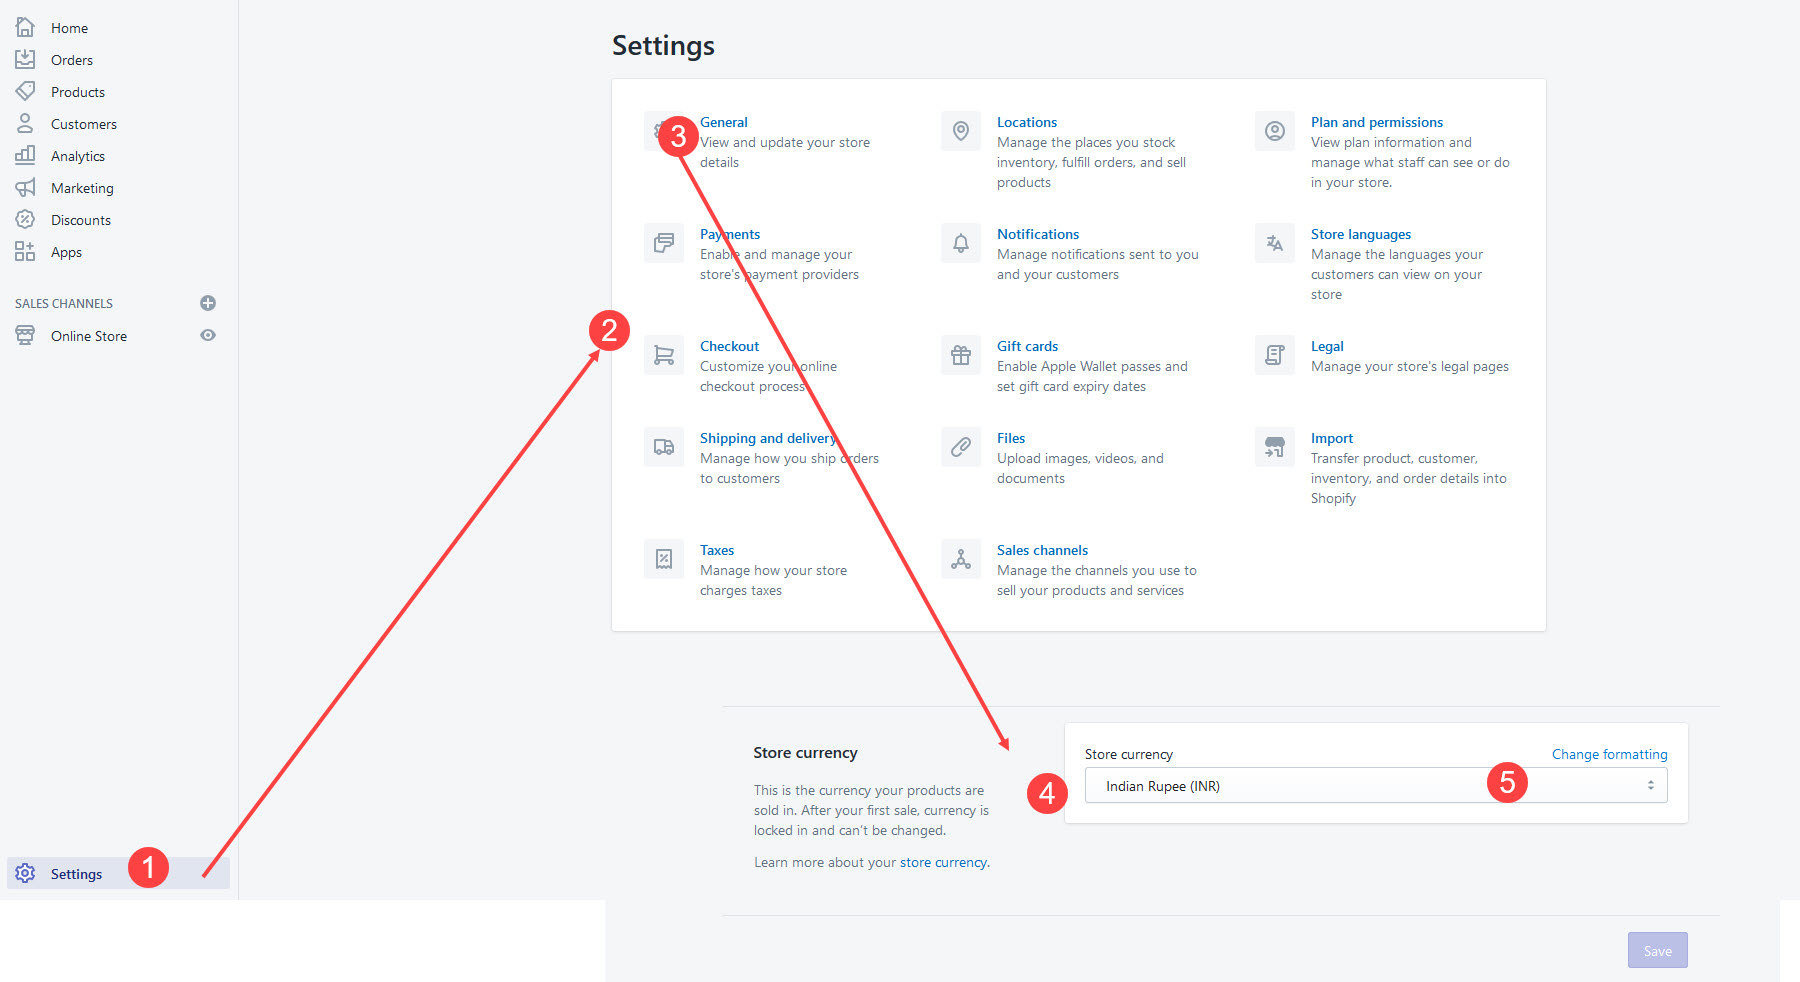 Home
Orders
Products
Customers
Analytics
Marketing
Discounts
Apps
SALES CHANNELS
Online Store
Settings
1
Settings
2
3
General
View and update your store
details
Locations
Manage the places you stock
inventory, fulfill orders, and sell
products
Plan and permissions
View plan information and
manage what staff can see or do
in your store.
Payments
Enable and manage your
store's payment providers
Notifications
Manage notifications sent to you
and your customers
Store languages
Manage the languages your
customers can view on your
store
Checkout
Customize your online
checkout process
Gift cards
Enable Apple Wallet passes and
set gift card expiry dates
Legal
Manage your store's legal pages
Shipping and delivery
Manage how you ship orders
to customers
Files
Upload images, videos, and
documents
Import
Transfer product, customer,
inventory, and order details into
Shopify
Taxes
Manage how your store
charges taxes
Sales channels
Manage the channels you use to
sell your products and services
Store currency
This is the currency your products are
sold in. After your first sale, currency is
locked in and can't be changed.
Learn more about your store currency.
4
Store currency
Change formatting
Indian Rupee (INR)
5
Save